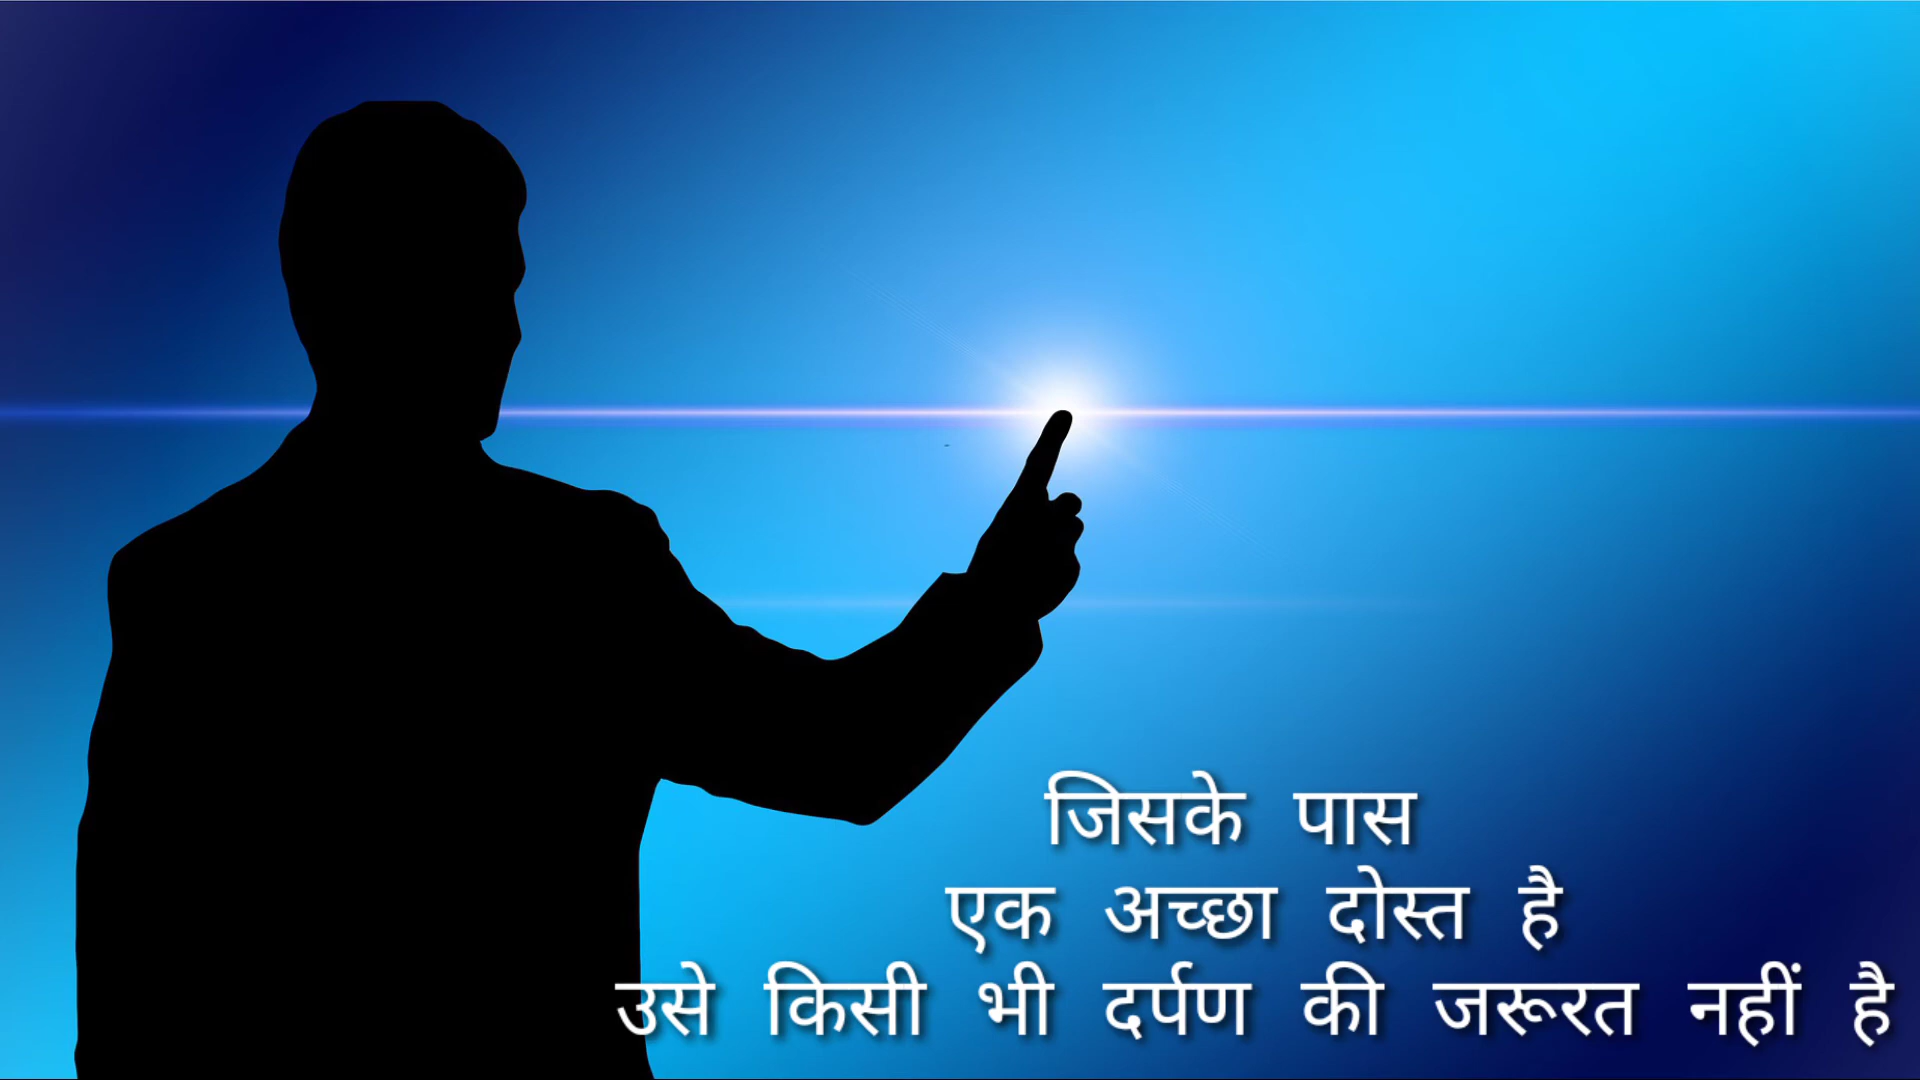 जिसके पास
एक अच्छा दोस्त है
उसे किसी भी दर्पण की जरूरत नहीं है